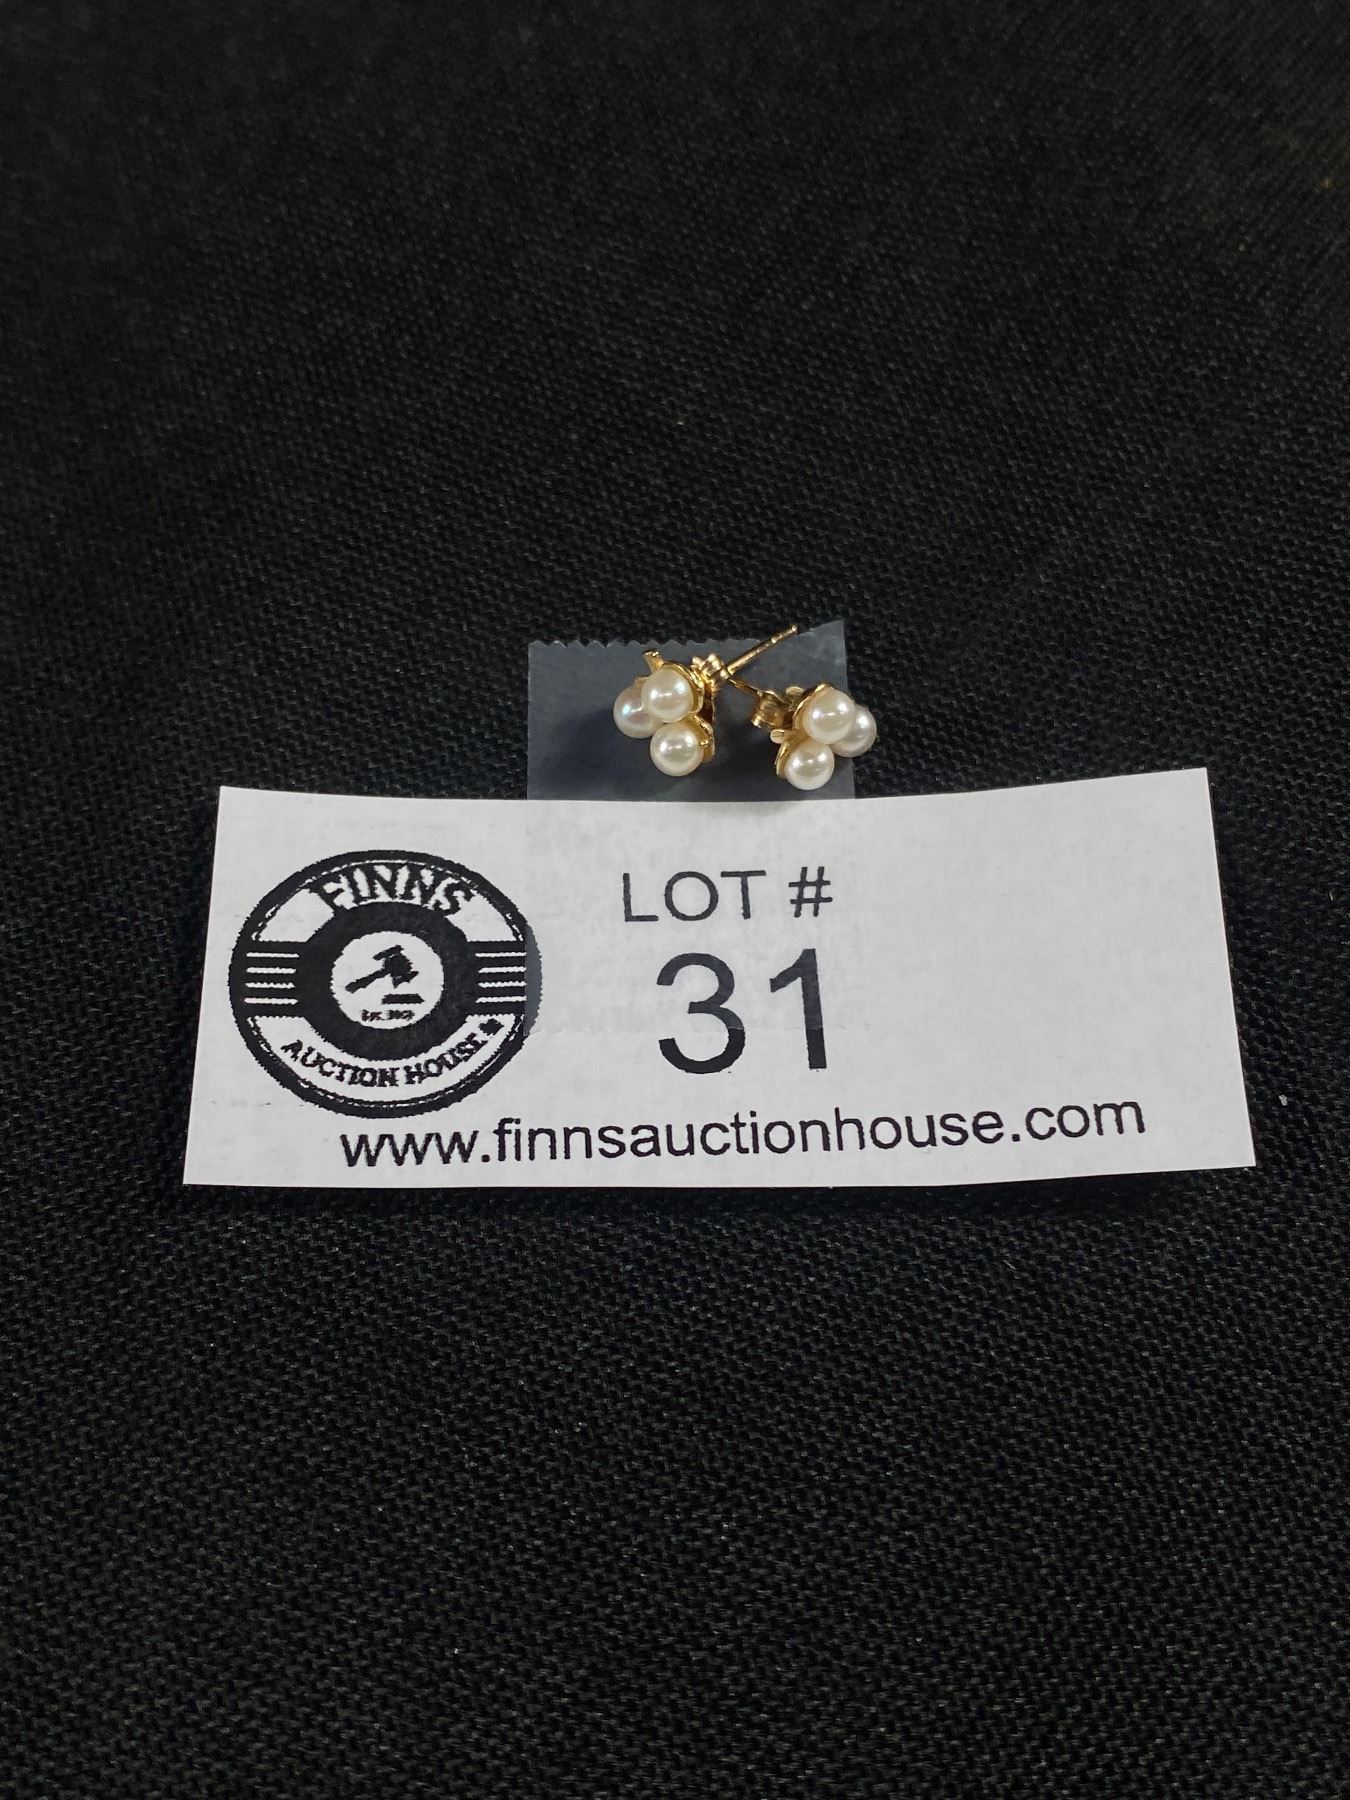 FINNS
AUCTION HOUSE
LOT #
31
www.finnsauctionhouse.com